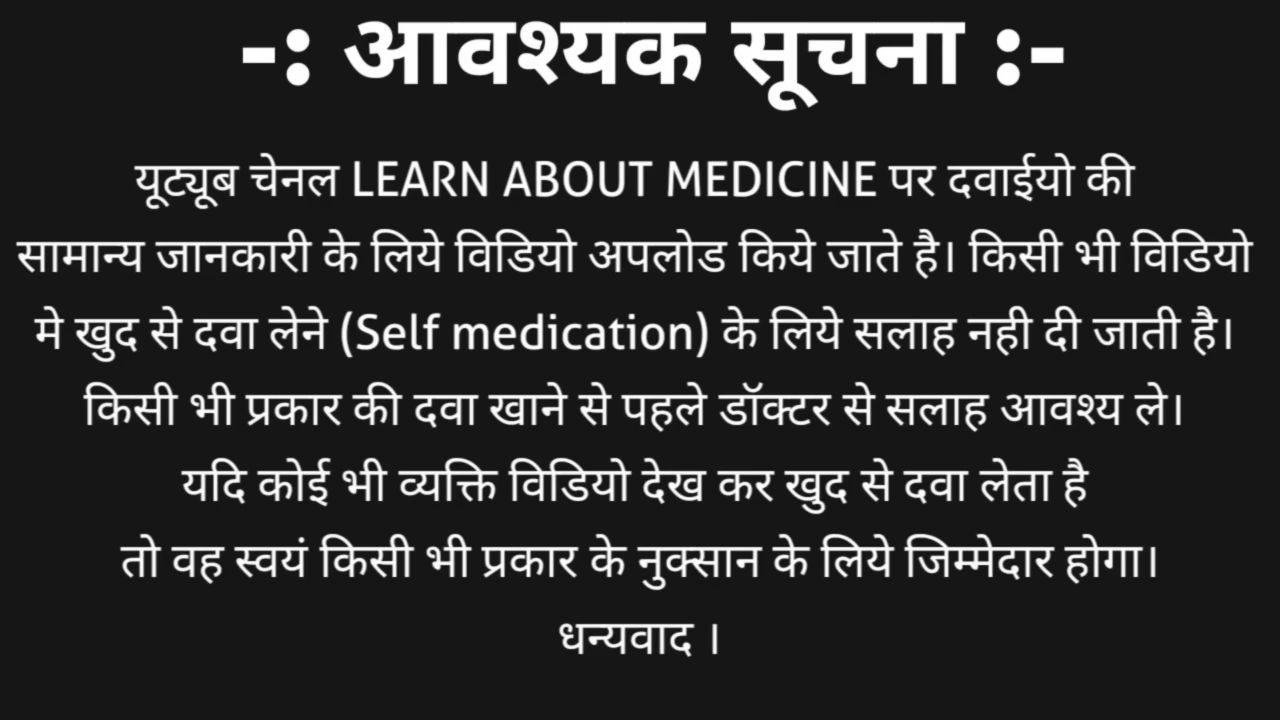 -: आवश्यक सूचना :-
यूट्यूब चेनल LEARN ABOUT MEDICINE पर दवाईयो की
सामान्य जानकारी के लिये विडियो अपलोड किये जाते है। किसी भी विडियो
मे खुद से दवा लेने (Self medication) के लिये सलाह नही दी जाती है।
किसी भी प्रकार की दवा खाने से पहले डॉक्टर से सलाह आवश्य ले।
यदि कोई भी व्यक्ति विडियो देख कर खुद से दवा लेता है
तो वह स्वयं किसी भी प्रकार के नुक्सान के लिये जिम्मेदार होगा।
धन्यवाद ।